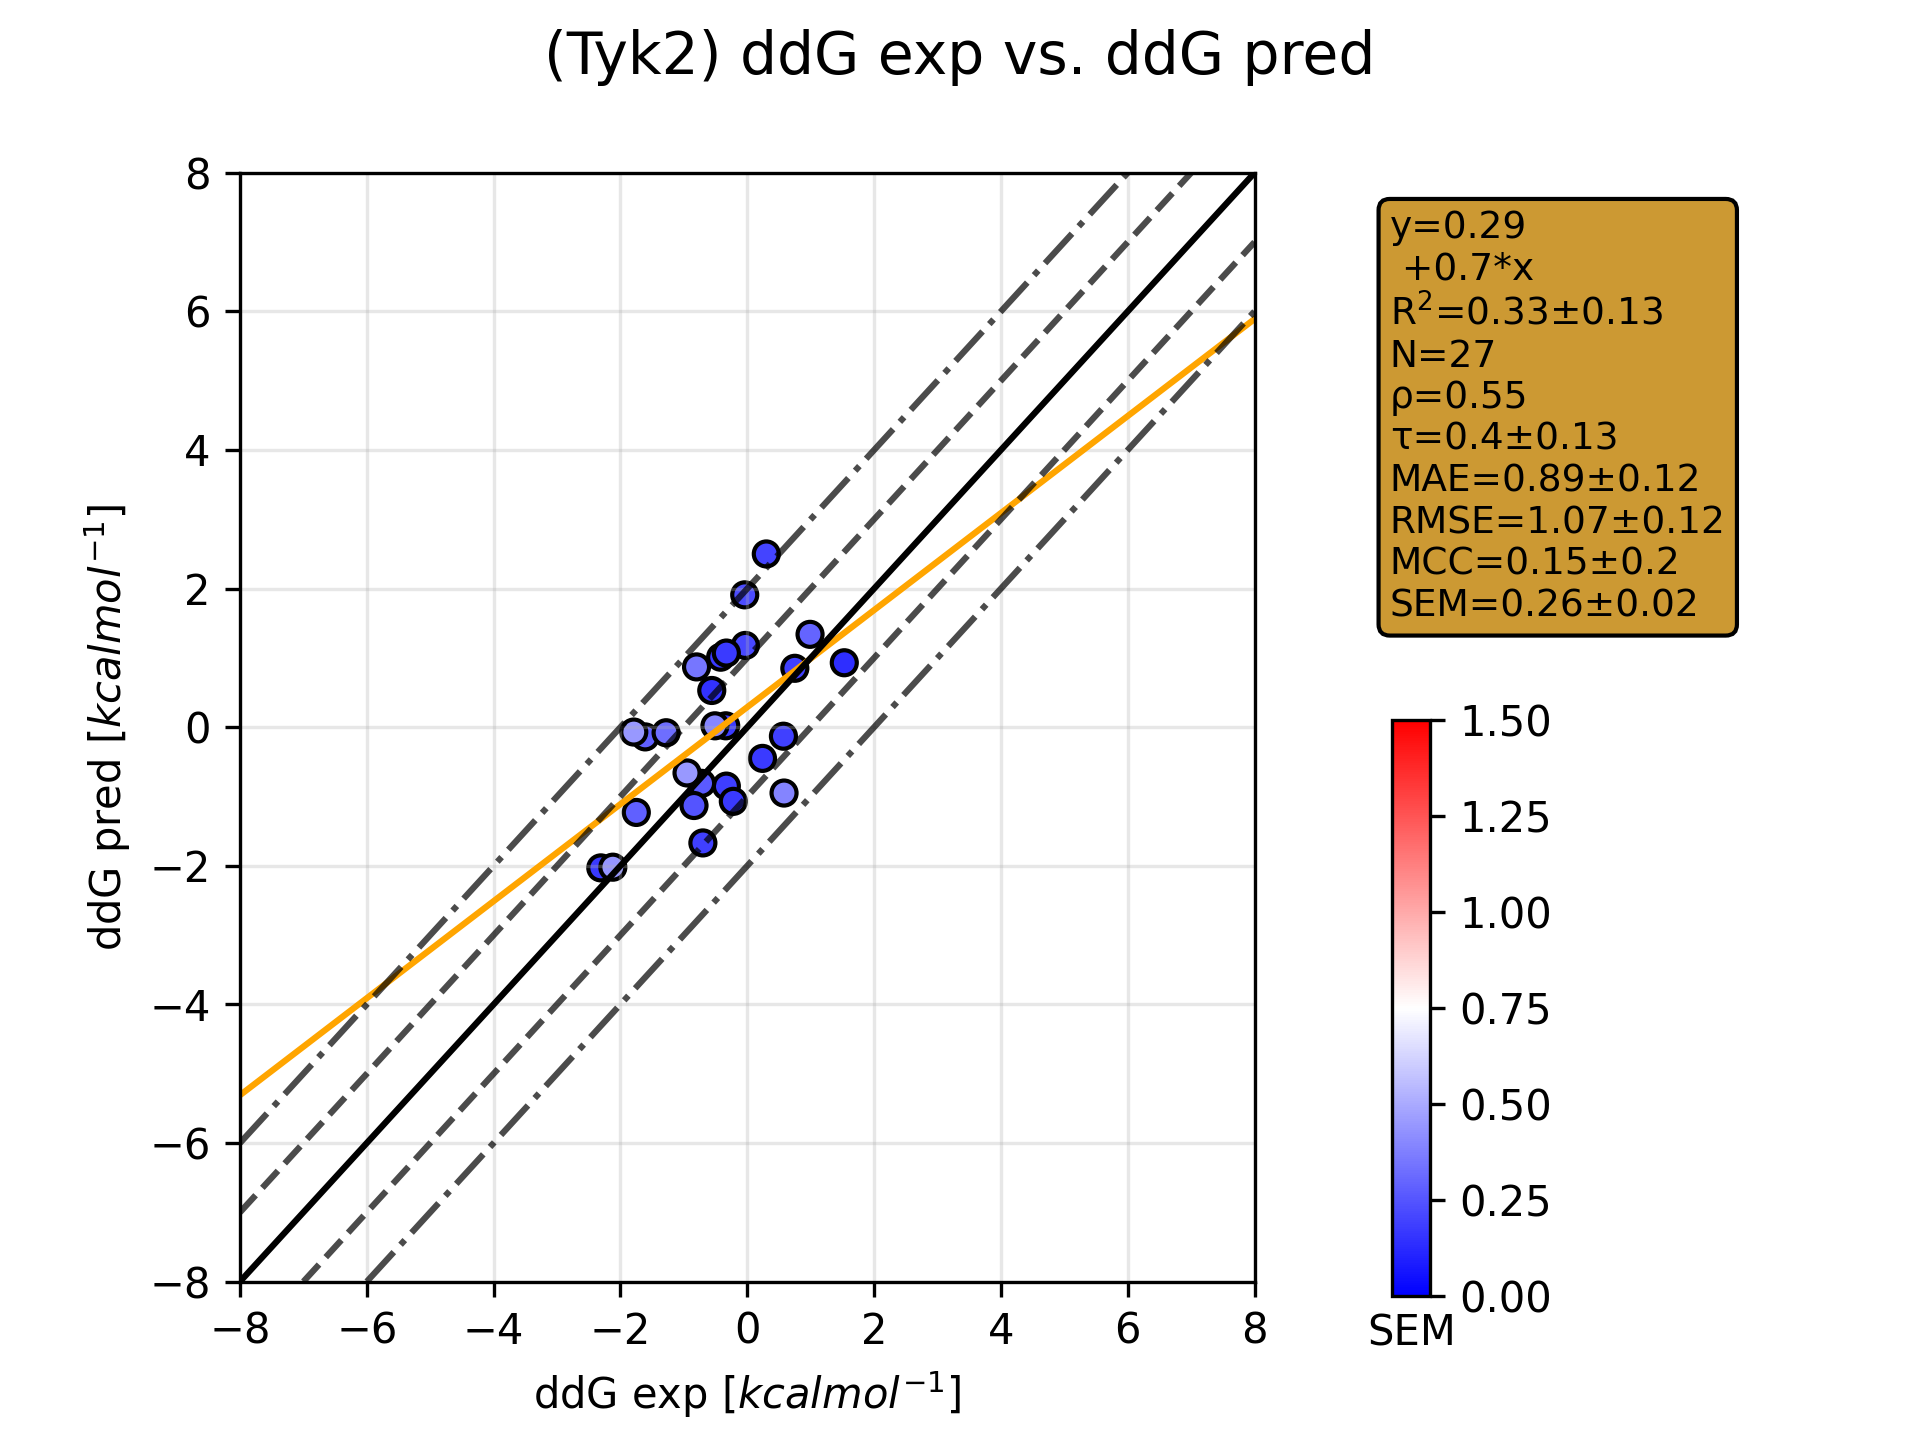 (Tyk2) ddG exp vs. ddG pred
8
6
4
2
0
−2
−4
−6
−8
ddG pred [kcalmol⁻¹]
−8 −6 −4 −2 0 2 4 6 8
ddG exp [kcalmol⁻¹]
y=0.29
+0.7*x
R²=0.33±0.13
N=27
ρ=0.55
τ=0.4±0.13
MAE=0.89±0.12
RMSE=1.07±0.12
MCC=0.15±0.2
SEM=0.26±0.02
1.50
1.25
1.00
0.75
0.50
0.25
0.00
SEM